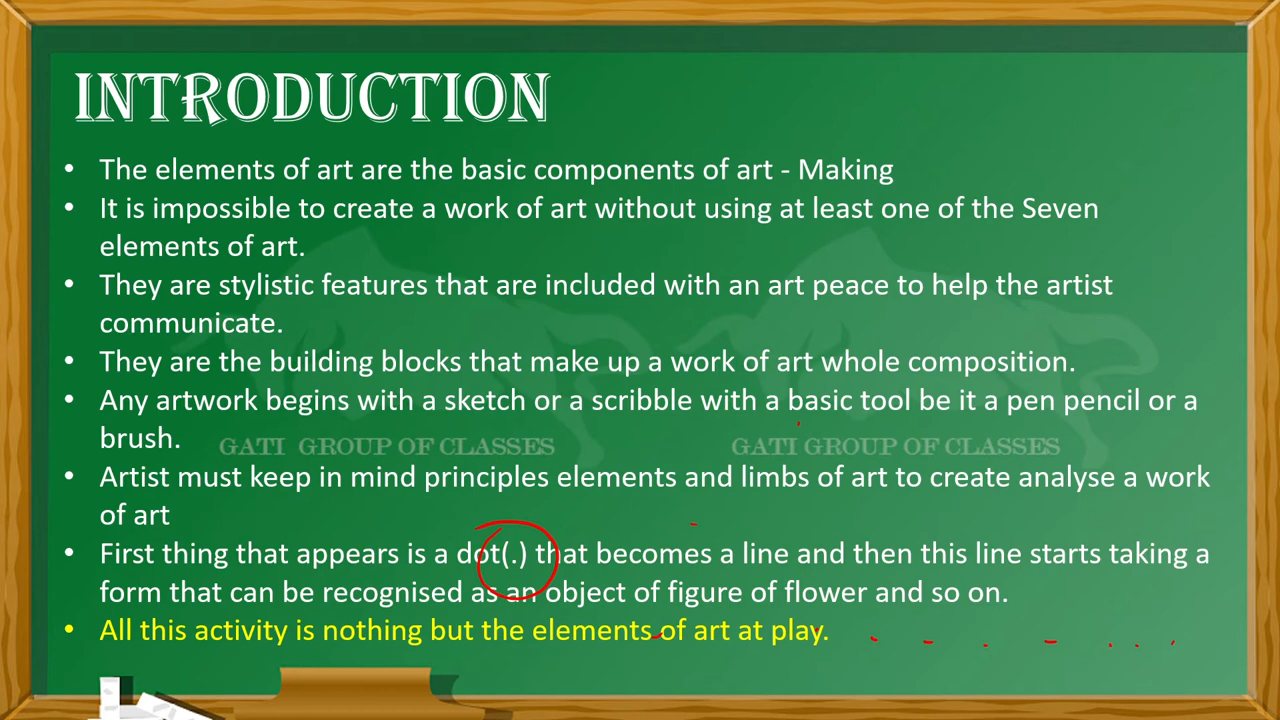 INTRODUCTION
• The elements of art are the basic components of art - Making
• It is impossible to create a work of art without using at least one of the Seven
elements of art.
• They are stylistic features that are included with an art peace to help the artist
communicate.
• They are the building blocks that make up a work of art whole composition.
• Any artwork begins with a sketch or a scribble with a basic tool be it a pen pencil or a
brush.
GATI GROUP OF CLASSES GATI GROUP OF CLASSES
• Artist must keep in mind principles elements and limbs of art to create analyse a work
of art
• First thing that appears is a dot(.) that becomes a line and then this line starts taking a
form that can be recognised as an object of figure of flower and so on.
• All this activity is nothing but the elements of art at play.